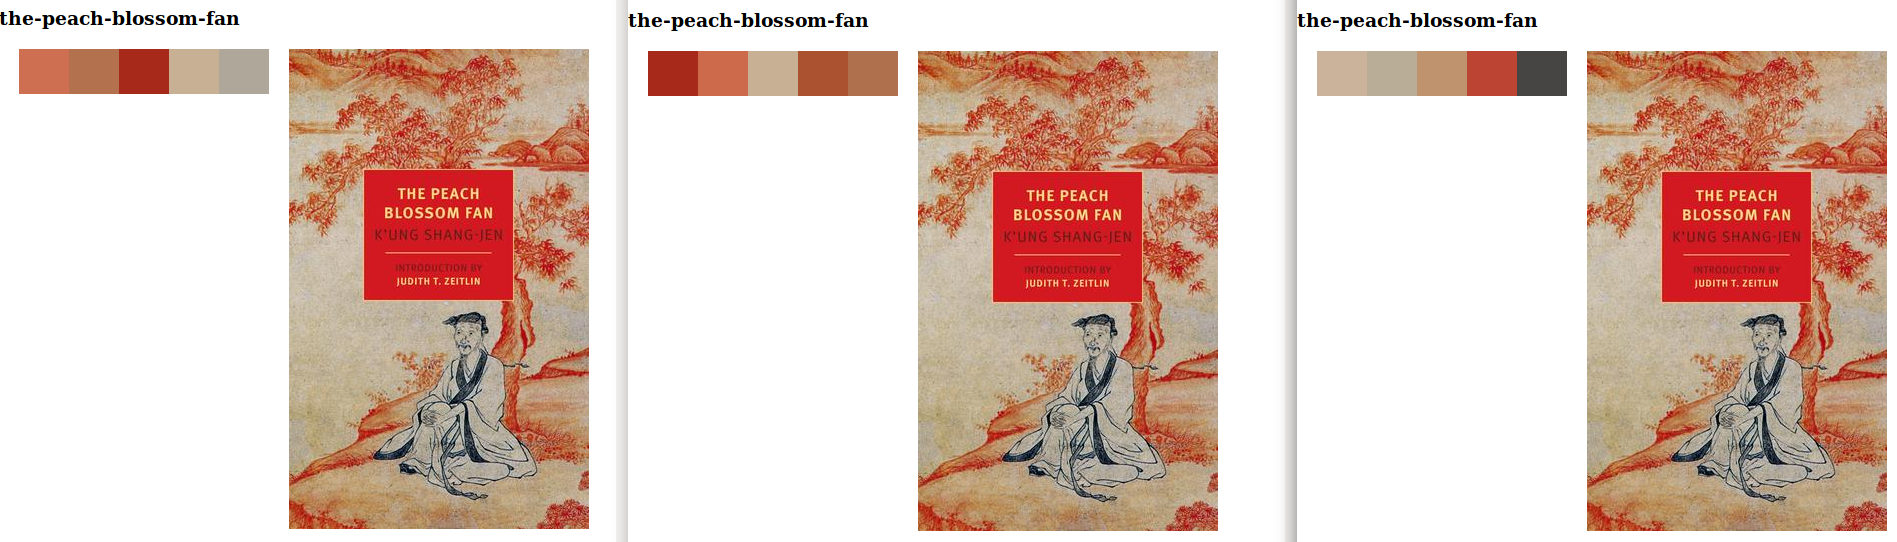 the-peach-blossom-fan
THE PEACH
BLOSSOM FAN
K'UNG SHANG-JEN
INTRODUCTION BY
JUDITH T. ZEITLIN
the-peach-blossom-fan
THE PEACH
BLOSSOM FAN
K'UNG SHANG-JEN
INTRODUCTION BY
JUDITH T. ZEITLIN
the-peach-blossom-fan
THE PEACH
BLOSSOM FAN
K'UNG SHANG-JEN
INTRODUCTION BY
JUDITH T. ZEITLIN